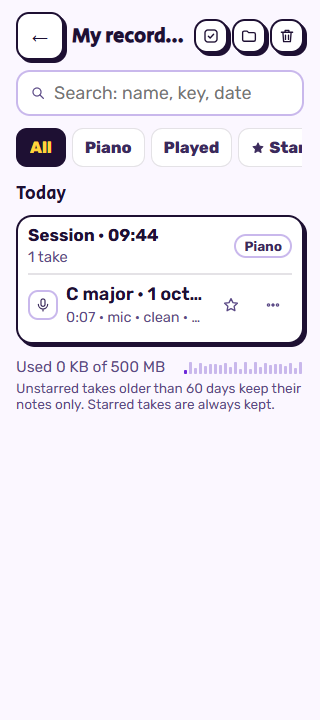 ← My record...
Search: name, key, date
All Piano Played ★ Star
Today
Session • 09:44
1 take
Piano
C major • 1 oct...
0:07 • mic • clean • ...
Used 0 KB of 500 MB
Unstarred takes older than 60 days keep their
notes only. Starred takes are always kept.